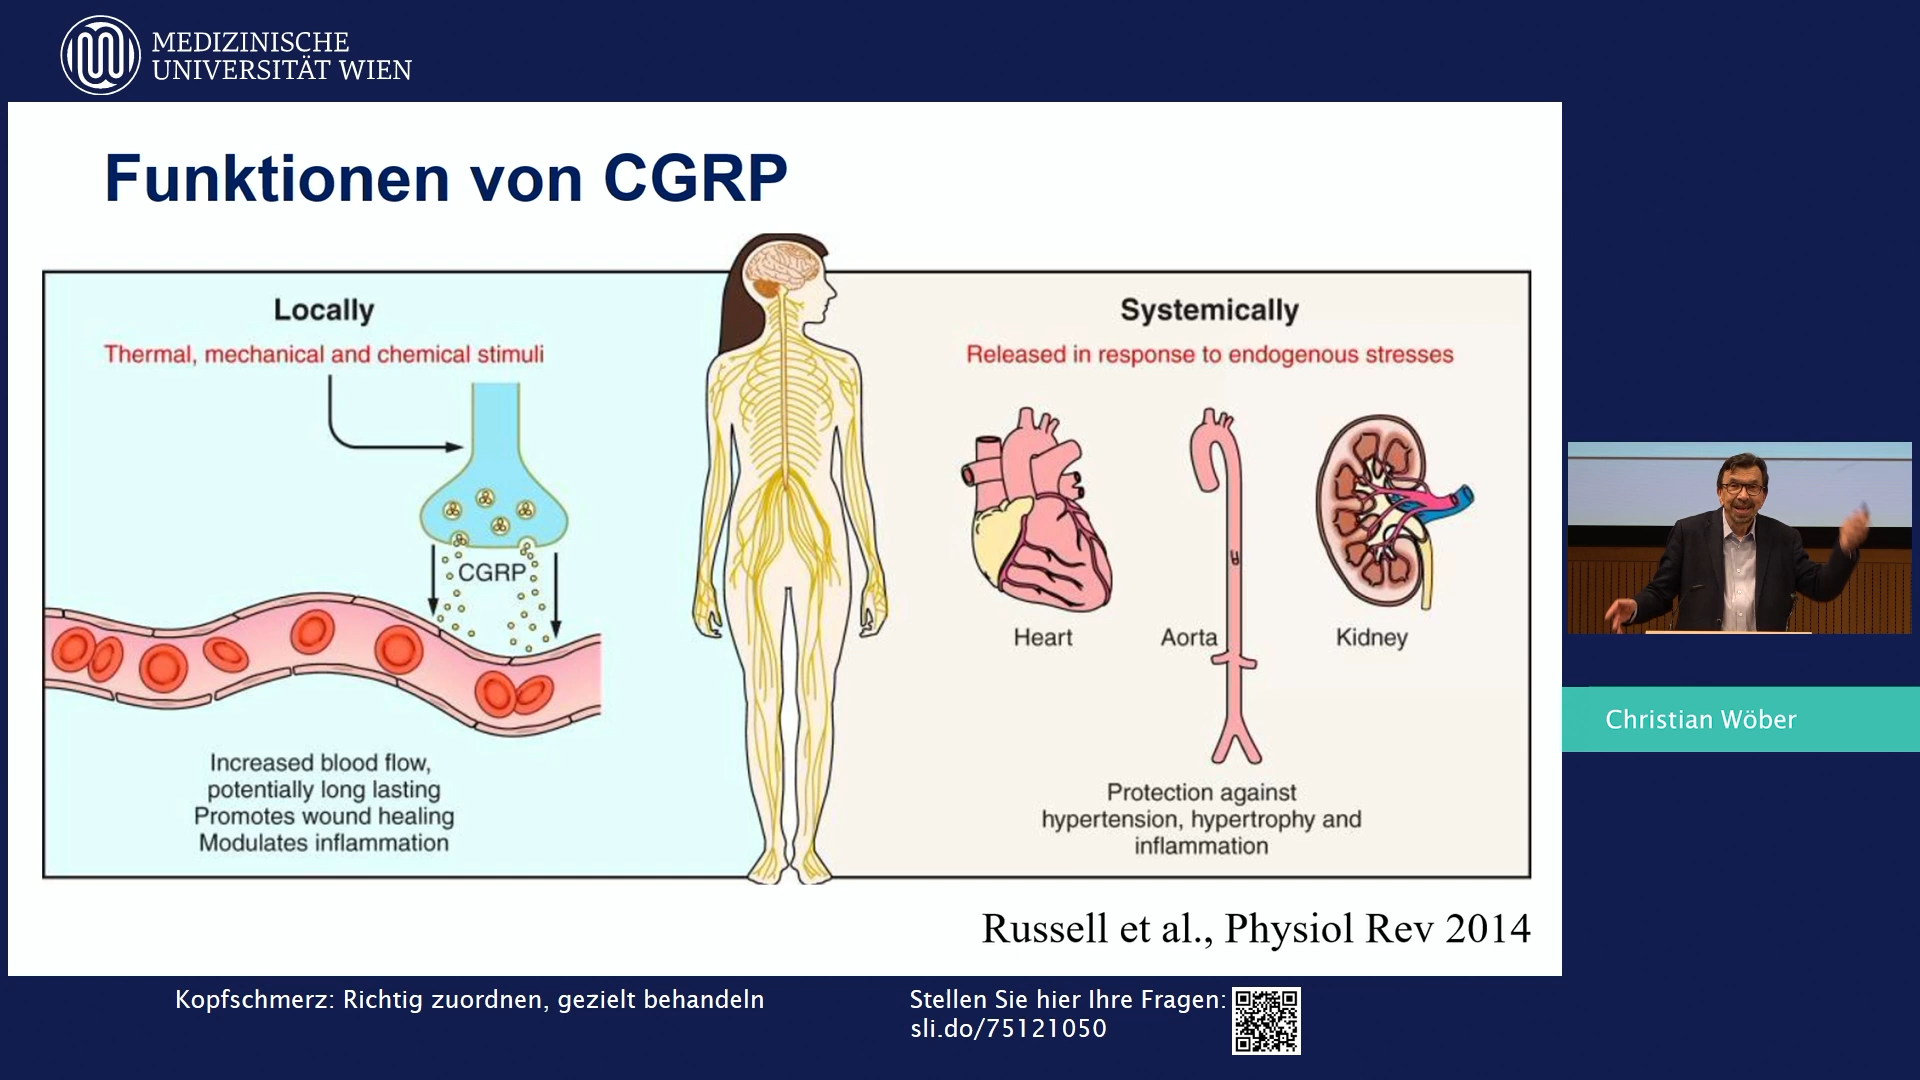 MEDIZINISCHE
UNIVERSITÄT WIEN
Funktionen von CGRP
Locally
Thermal, mechanical and chemical stimuli
CGRP
Increased blood flow,
potentially long lasting
Promotes wound healing
Modulates inflammation
Systemically
Released in response to endogenous stresses
Heart
Aorta
Kidney
Protection against
hypertension, hypertrophy and
inflammation
Russell et al., Physiol Rev 2014
Christian Wöber
Kopfschmerz: Richtig zuordnen, gezielt behandeln
Stellen Sie hier Ihre Fragen:
sli.do/75121050